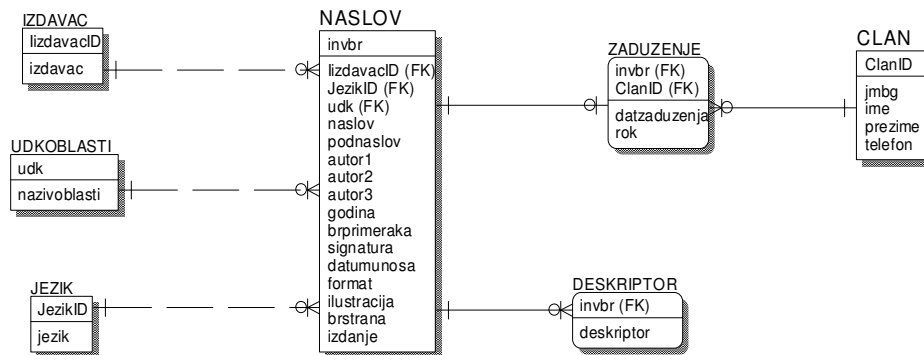 IZDAVAC
IizdavacID
izdavac
UDKOBLASTI
udk
nazivoblasti
JEZIK
JezikID
jezik
NASLOV
invbr
IizdavacID (FK)
JezikID (FK)
udk (FK)
naslov
podnaslov
autor1
autor2
autor3
godina
brprimeraka
signatura
datumunosa
format
ilustracija
brstrana
izdanje
ZADUZENJE
invbr (FK)
ClanID (FK)
datzaduzenja
rok
DESKRIPTOR
invbr (FK)
deskriptor
CLAN
ClanID
jmbg
ime
prezime
telefon